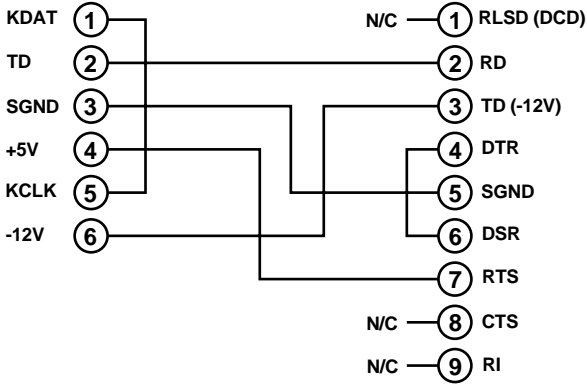 KDAT 1 N/C 1 RLSD (DCD)
TD 2 2 RD
SGND 3 3 TD (-12V)
+5V 4 4 DTR
KCLK 5 5 SGND
-12V 6 6 DSR
7 RTS
N/C 8 CTS
N/C 9 RI